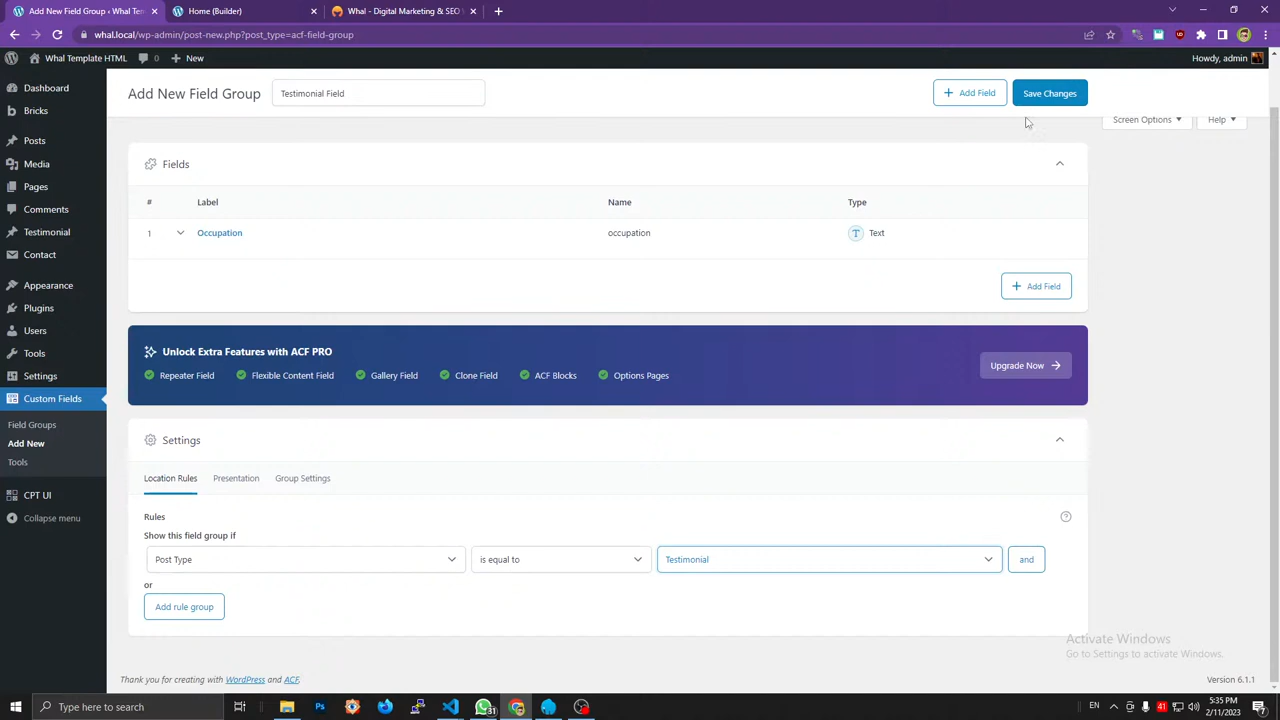 Add New Field Group ‹ Whal Tem
Home (Builder)
Whal – Digital Marketing & SEO
whal.local/wp-admin/post-new.php?post_type=acf-field-group
Whal Template HTML
0
New
Howdy, admin
Dashboard
Bricks
Posts
Media
Pages
Comments
Testimonial
Contact
Appearance
Plugins
Users
Tools
Settings
Custom Fields
Field Groups
Add New
Tools
CPT UI
Collapse menu
Add New Field Group
Testimonial Field
Add Field
Save Changes
Screen Options
Help
Fields
# Label Name Type
1 Occupation occupation T Text
Add Field
Unlock Extra Features with ACF PRO
Repeater Field Flexible Content Field Gallery Field Clone Field ACF Blocks Options Pages
Upgrade Now
Settings
Location Rules Presentation Group Settings
Rules
Show this field group if
Post Type is equal to Testimonial and
or
Add rule group
Activate Windows
Go to Settings to activate Windows.
Thank you for creating with WordPress and ACF.
Version 6.1.1
Type here to search
31
EN
41
5:35 PM
2/11/2023